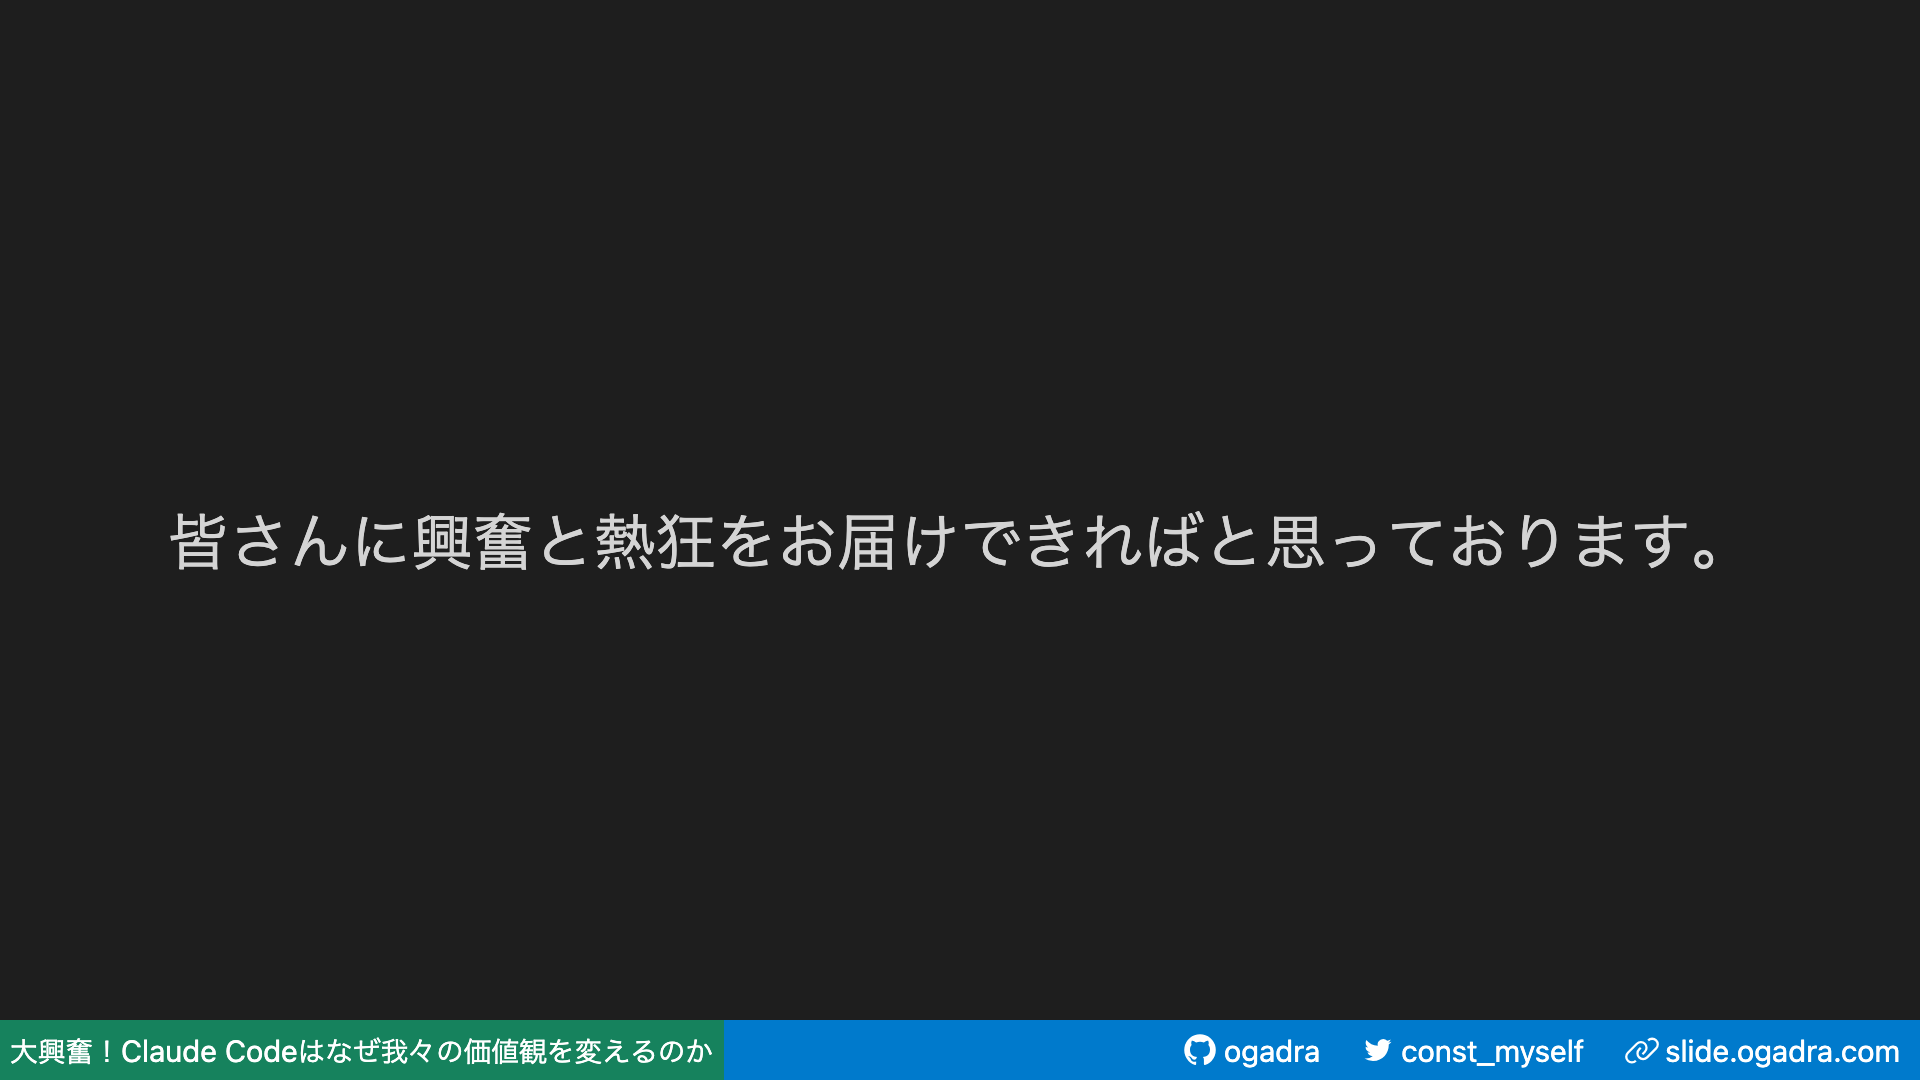 皆さんに興奮と熱狂をお届けできればと思っております。
大興奮！Claude Codeはなぜ我々の価値観を変えるのか
ogadra
const_myself
slide.ogadra.com